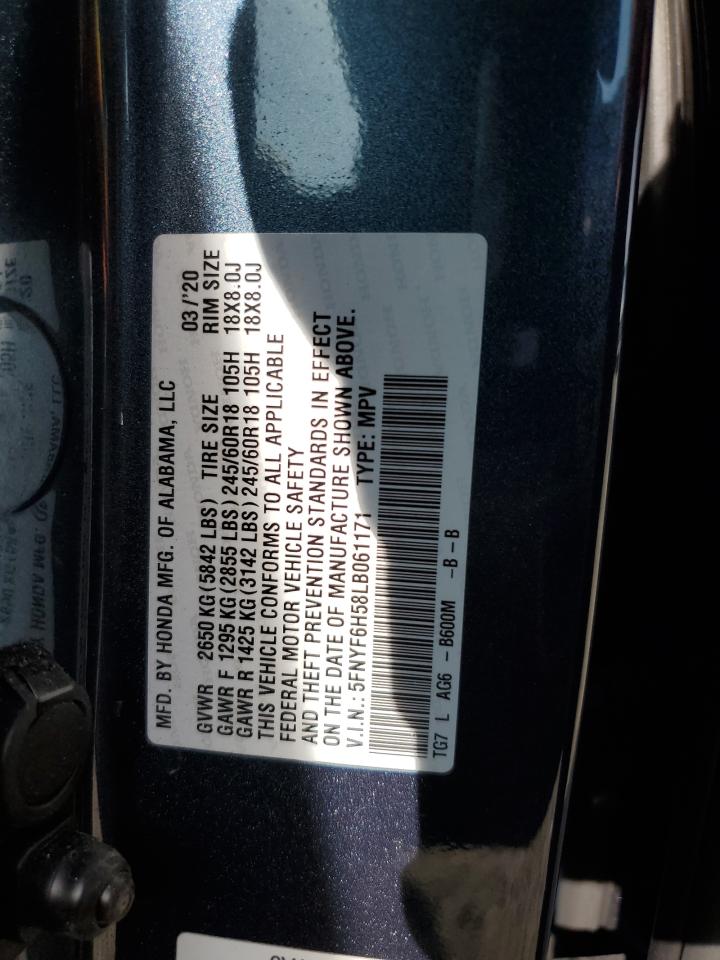 MFD. BY HONDA MFG. OF ALABAMA, LLC
03/'20
GVWR 2650 KG (5842 LBS) TIRE SIZE RIM SIZE
GAWR F 1295 KG (2855 LBS) 245/60R18 105H 18X8.0J
GAWR R 1425 KG (3142 LBS) 245/60R18 105H 18X8.0J
THIS VEHICLE CONFORMS TO ALL APPLICABLE
FEDERAL MOTOR VEHICLE SAFETY
AND THEFT PREVENTION STANDARDS IN EFFECT
ON THE DATE OF MANUFACTURE SHOWN ABOVE.
V.I.N.: 5FNYF6H58LB061171 TYPE: MPV
TG7 L AG6 - B600M -B - B